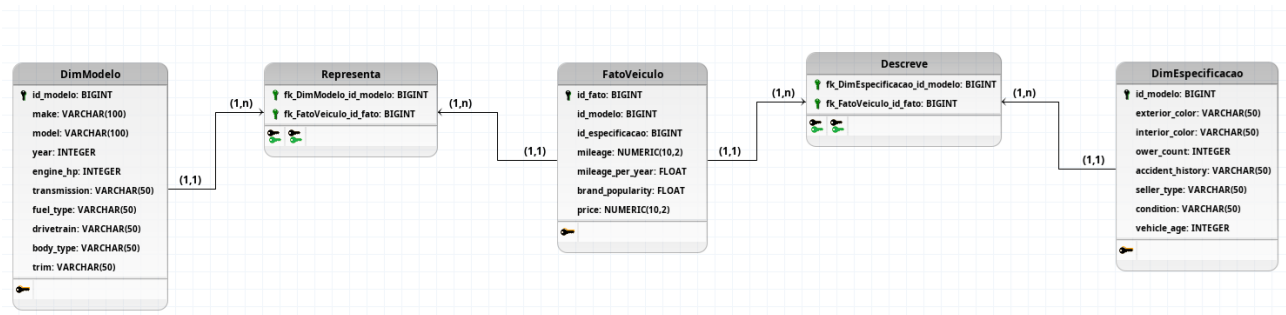 DimModelo
id_modelo: BIGINT
make: VARCHAR(100)
model: VARCHAR(100)
year: INTEGER
engine_hp: INTEGER
transmission: VARCHAR(50)
fuel_type: VARCHAR(50)
drivetrain: VARCHAR(50)
body_type: VARCHAR(50)
trim: VARCHAR(50)
(1,1)
(1,n)
Representa
fk_DimModelo_id_modelo: BIGINT
fk_FatoVeiculo_id_fato: BIGINT
(1,n)
(1,1)
FatoVeiculo
id_fato: BIGINT
id_modelo: BIGINT
id_especificacao: BIGINT
mileage: NUMERIC(10,2)
mileage_per_year: FLOAT
brand_popularity: FLOAT
price: NUMERIC(10,2)
(1,1)
(1,n)
Descreve
fk_DimEspecificacao_id_modelo: BIGINT
fk_FatoVeiculo_id_fato: BIGINT
(1,n)
(1,1)
DimEspecificacao
id_modelo: BIGINT
exterior_color: VARCHAR(50)
interior_color: VARCHAR(50)
ower_count: INTEGER
accident_history: VARCHAR(50)
seller_type: VARCHAR(50)
condition: VARCHAR(50)
vehicle_age: INTEGER